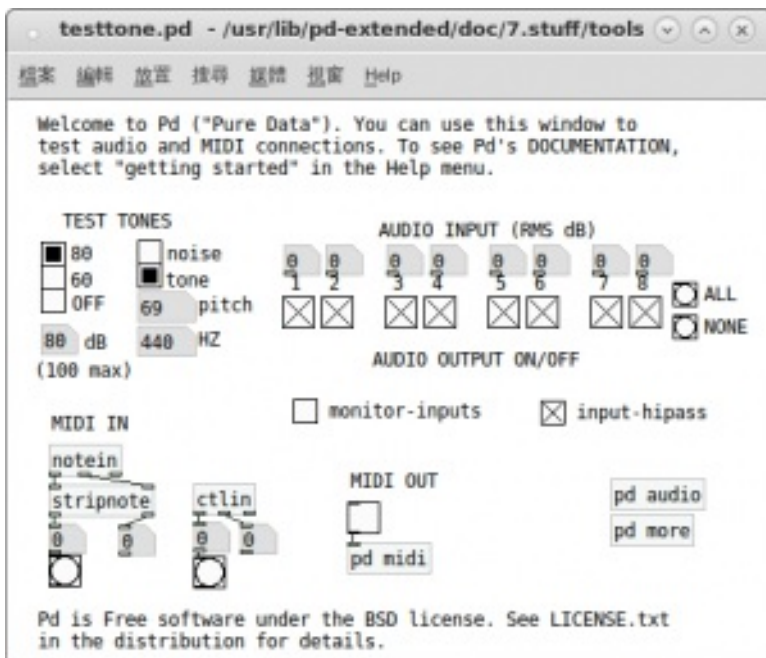 testtone.pd - /usr/lib/pd-extended/doc/7.stuff/tools
檔案 編輯 放置 搜尋 媒體 視窗 Help
Welcome to Pd ("Pure Data"). You can use this window to
test audio and MIDI connections. To see Pd's DOCUMENTATION,
select "getting started" in the Help menu.
TEST TONES
80
60
OFF
80 dB
(100 max)
noise
tone
69 pitch
440 HZ
AUDIO INPUT (RMS dB)
0 0 0 0 0 0 0 0
1 2 3 4 5 6 7 8
ALL
NONE
AUDIO OUTPUT ON/OFF
monitor-inputs
input-hipass
MIDI IN
notein
stripnote
0 0
ctlin
0 0
MIDI OUT
pd midi
pd audio
pd more
Pd is Free software under the BSD license. See LICENSE.txt
in the distribution for details.